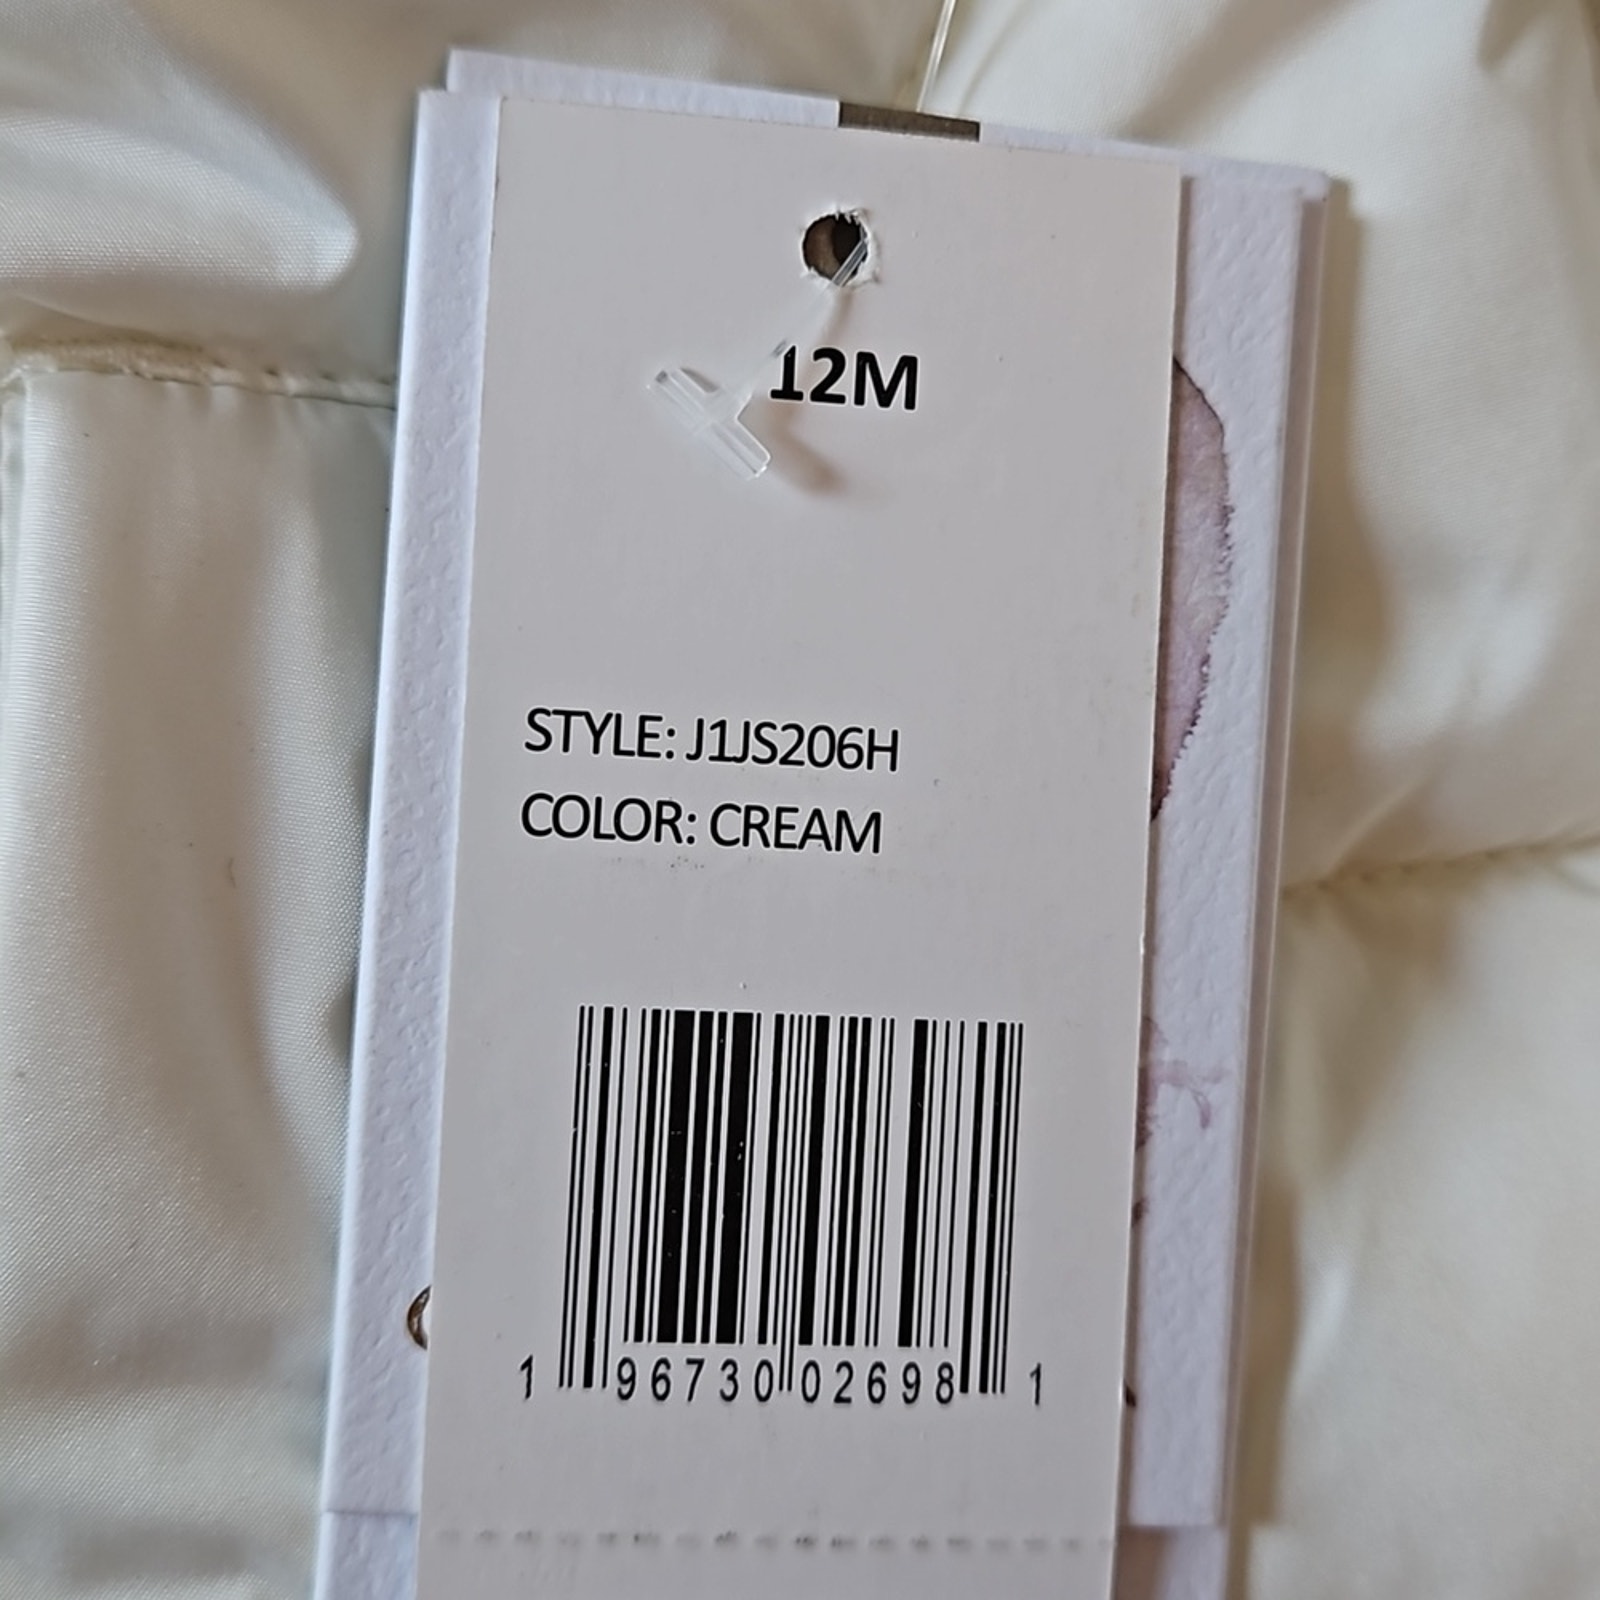 12M
STYLE: J1JS206H
COLOR: CREAM
1 96730 02698 1